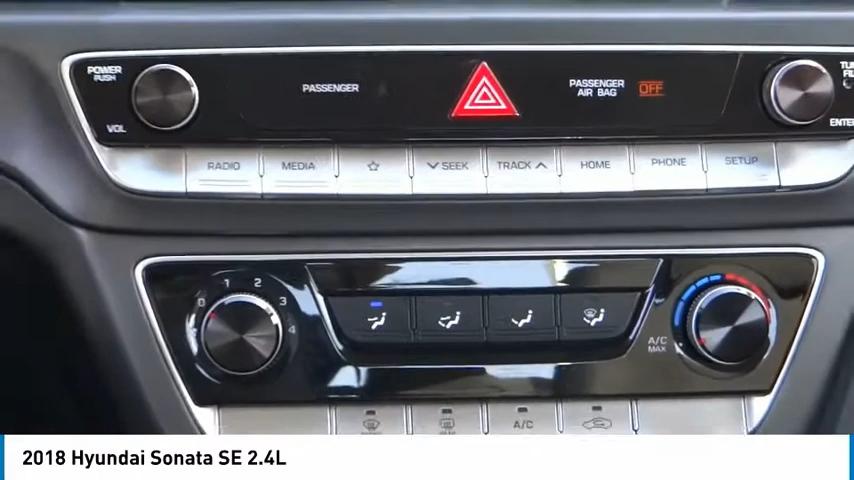 POWER
PUSH
VOL
PASSENGER
PASSENGER
AIR BAG
OFF
ENTER
RADIO
MEDIA
SEEK
TRACK
HOME
PHONE
SETUP
0
1
2
3
4
A/C
MAX
A/C
2018 Hyundai Sonata SE 2.4L